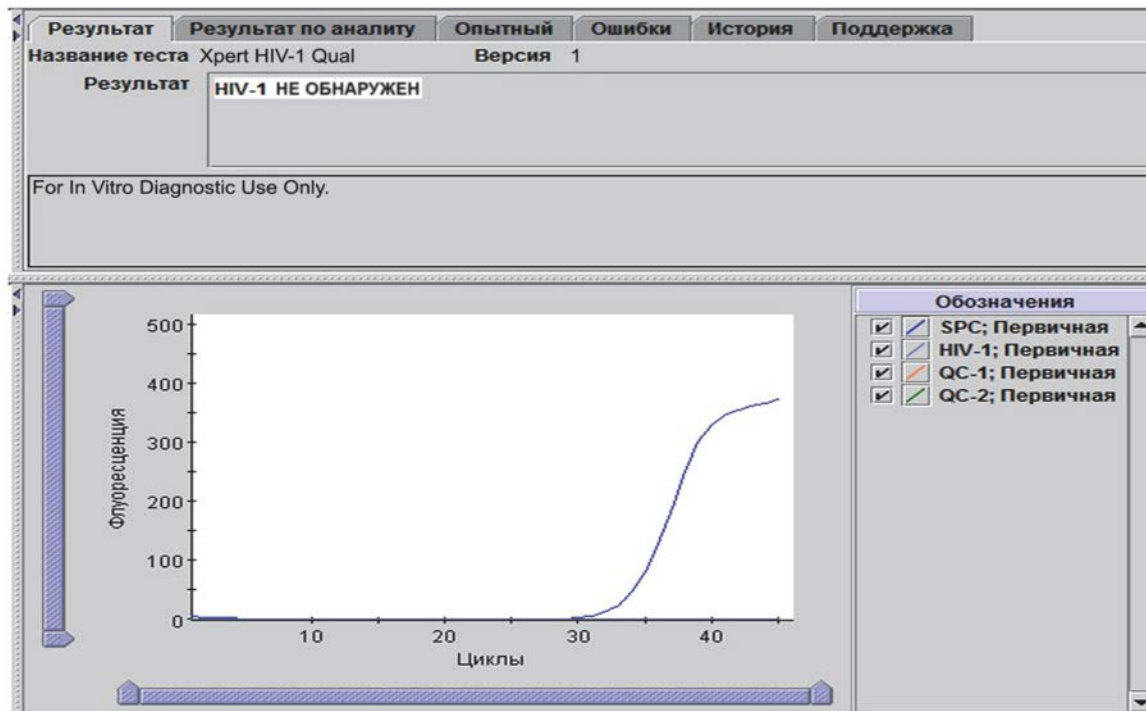 Результат Результат по аналиту Опытный Ошибки История Поддержка
Название теста Xpert HIV-1 Qual Версия 1
Результат HIV-1 НЕ ОБНАРУЖЕН
For In Vitro Diagnostic Use Only.
Флуоресценция
500
400
300
200
100
0
10 20 30 40
Циклы
Обозначения
SPC; Первичная
HIV-1; Первичная
QC-1; Первичная
QC-2; Первичная